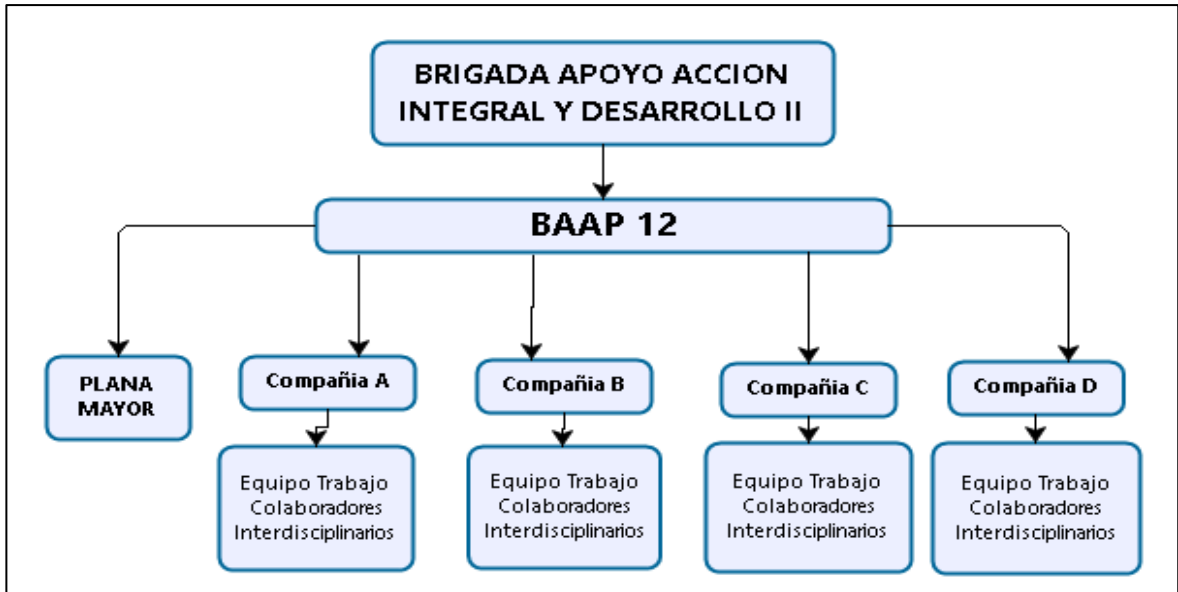 BRIGADA APOYO ACCION
INTEGRAL Y DESARROLLO II
BAAP 12
PLANA
MAYOR
Compañia A
Compañia B
Compañia C
Compañia D
Equipo Trabajo
Colaboradores
Interdisciplinarios
Equipo Trabajo
Colaboradores
Interdisciplinarios
Equipo Trabajo
Colaboradores
Interdisciplinarios
Equipo Trabajo
Colaboradores
Interdisciplinarios